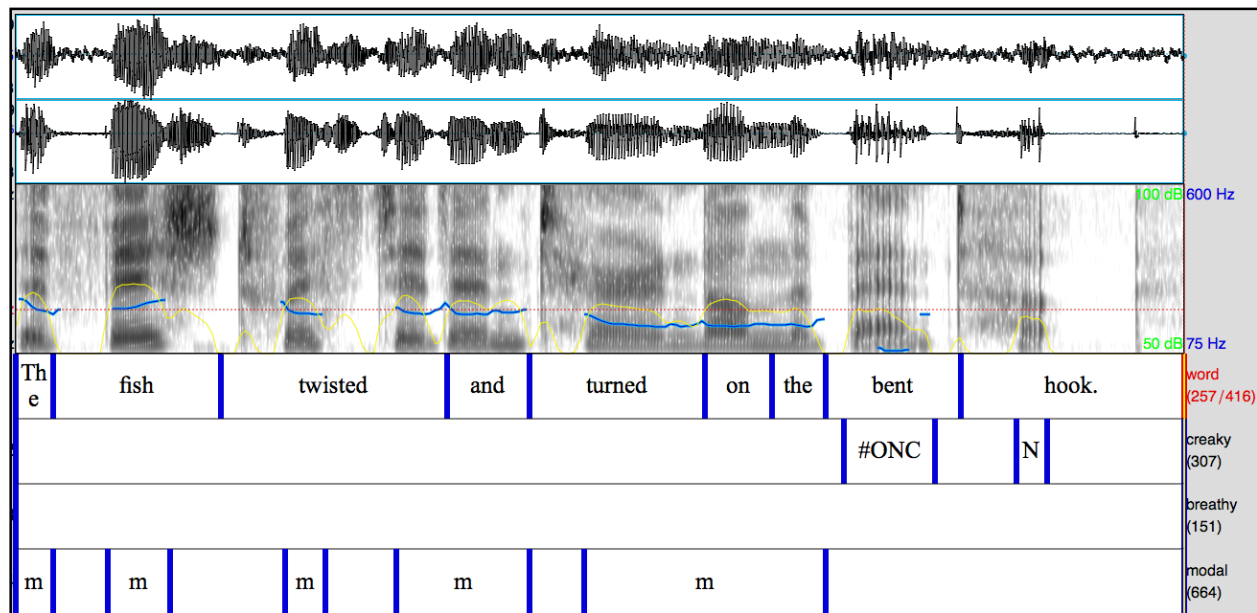 100 dB 600 Hz
50 dB 75 Hz
The fish twisted and turned on the bent hook. word
(257/416)
#ONC N creaky
(307)
breathy
(151)
m m m m m modal
(664)